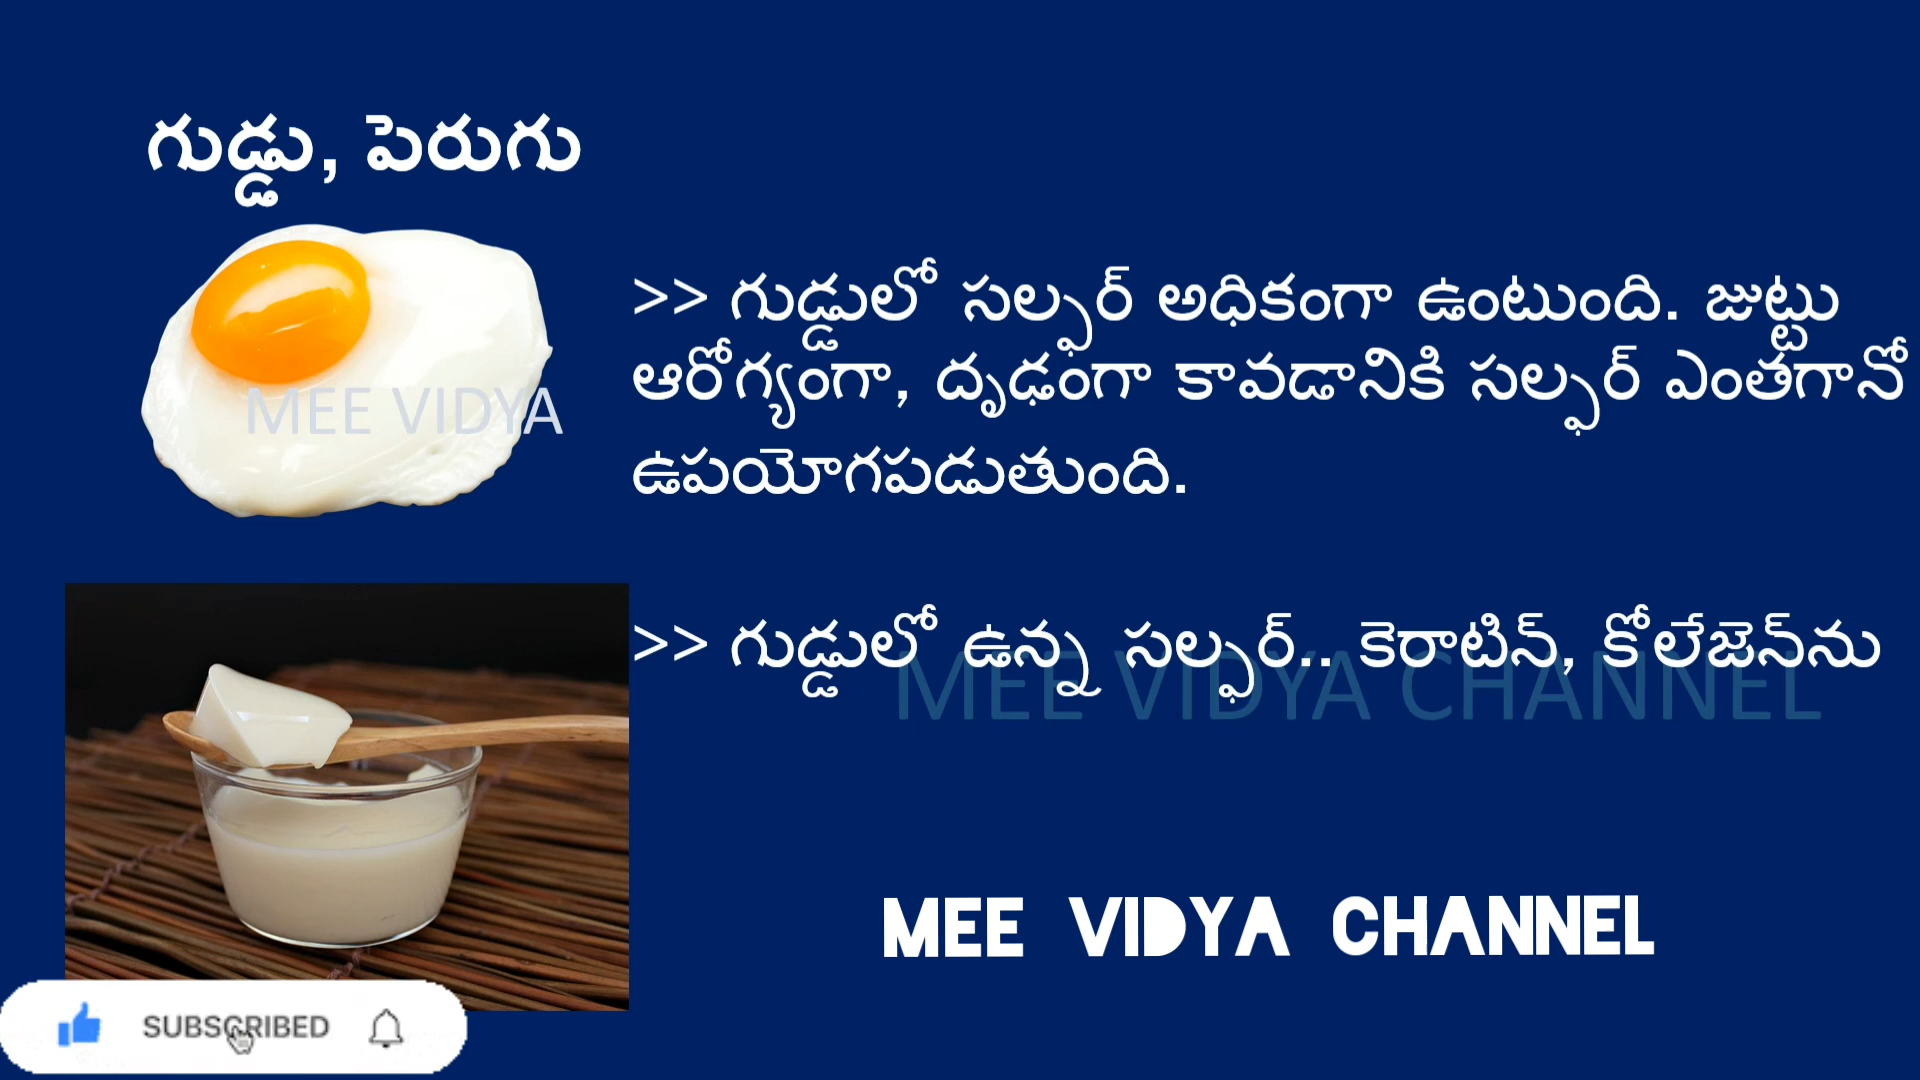 గుడ్డు, పెరుగు
MEE VIDYA
>> గుడ్డులో సల్ఫర్ అధికంగా ఉంటుంది. జుట్టు
ఆరోగ్యంగా, దృఢంగా కావడానికి సల్ఫర్ ఎంతగానో
ఉపయోగపడుతుంది.
>> గుడ్డులో ఉన్న సల్ఫర్.. కెరాటిన్, కోలేజెన్‌ను
MEE VIDYA CHANNEL
MEE VIDYA CHANNEL
SUBSCRIBED